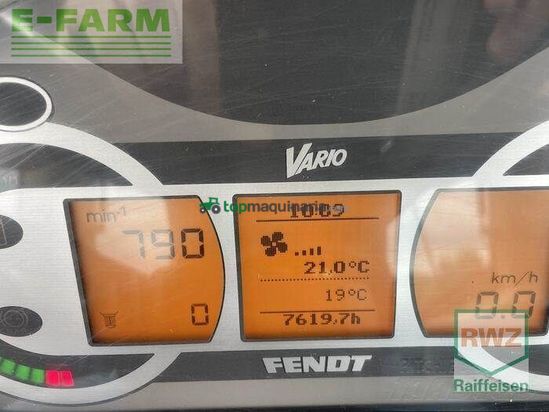 E-FARM
VARIO
topmaquinaria.com
min-1
790
0
10:09
21,0°C
19°C
7619,7h
km/h
0.0
FENDT
RWZ
Raiffeisen